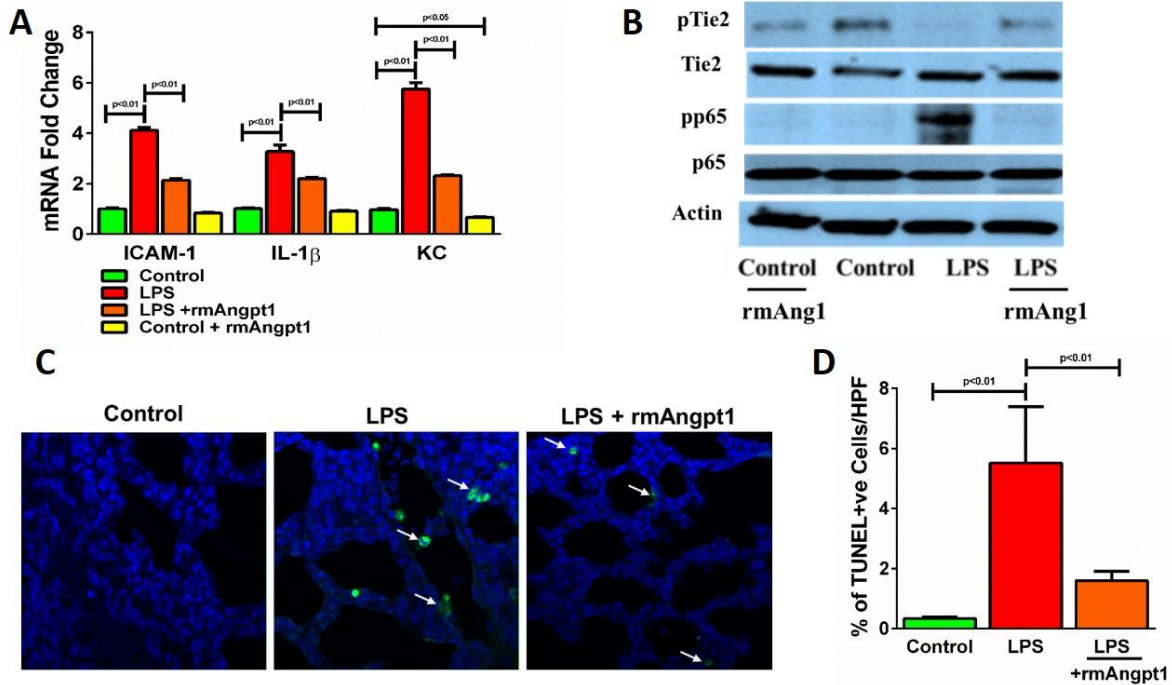 A
mRNA Fold Change
8
6
4
2
0
p<0.01
p<0.01
p<0.01
p<0.01
p<0.05
p<0.01
p<0.01
ICAM-1 IL-1β KC
Control
LPS
LPS +rmAngpt1
Control + rmAngpt1
B
pTie2
Tie2
pp65
p65
Actin
Control Control LPS LPS
rmAng1 rmAng1
C
Control LPS LPS + rmAngpt1
D
% of TUNEL+ve Cells/HPF
8
6
4
2
0
p<0.01
p<0.01
Control LPS LPS
+rmAngpt1